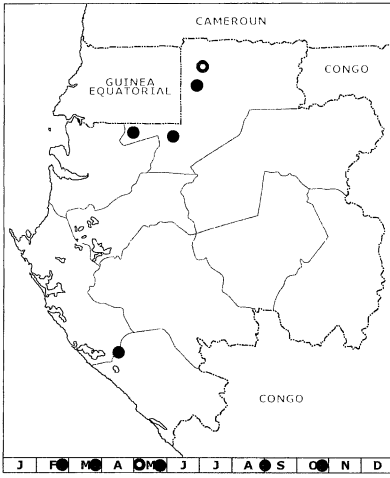 CAMEROUN
GUINEA
EQUATORIAL
CONGO
CONGO
J F M A M J J A S O N D